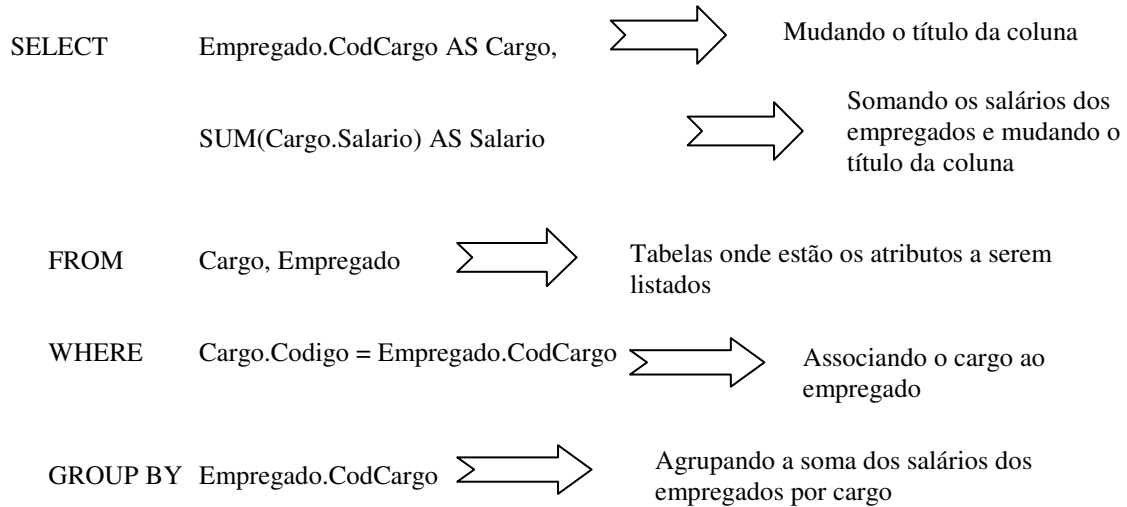 SELECT Empregado.CodCargo AS Cargo,
Mudando o título da coluna
SUM(Cargo.Salario) AS Salario
Somando os salários dos
empregados e mudando o
título da coluna
FROM Cargo, Empregado
Tabelas onde estão os atributos a serem
listados
WHERE Cargo.Codigo = Empregado.CodCargo
Associando o cargo ao
empregado
GROUP BY Empregado.CodCargo
Agrupando a soma dos salários dos
empregados por cargo